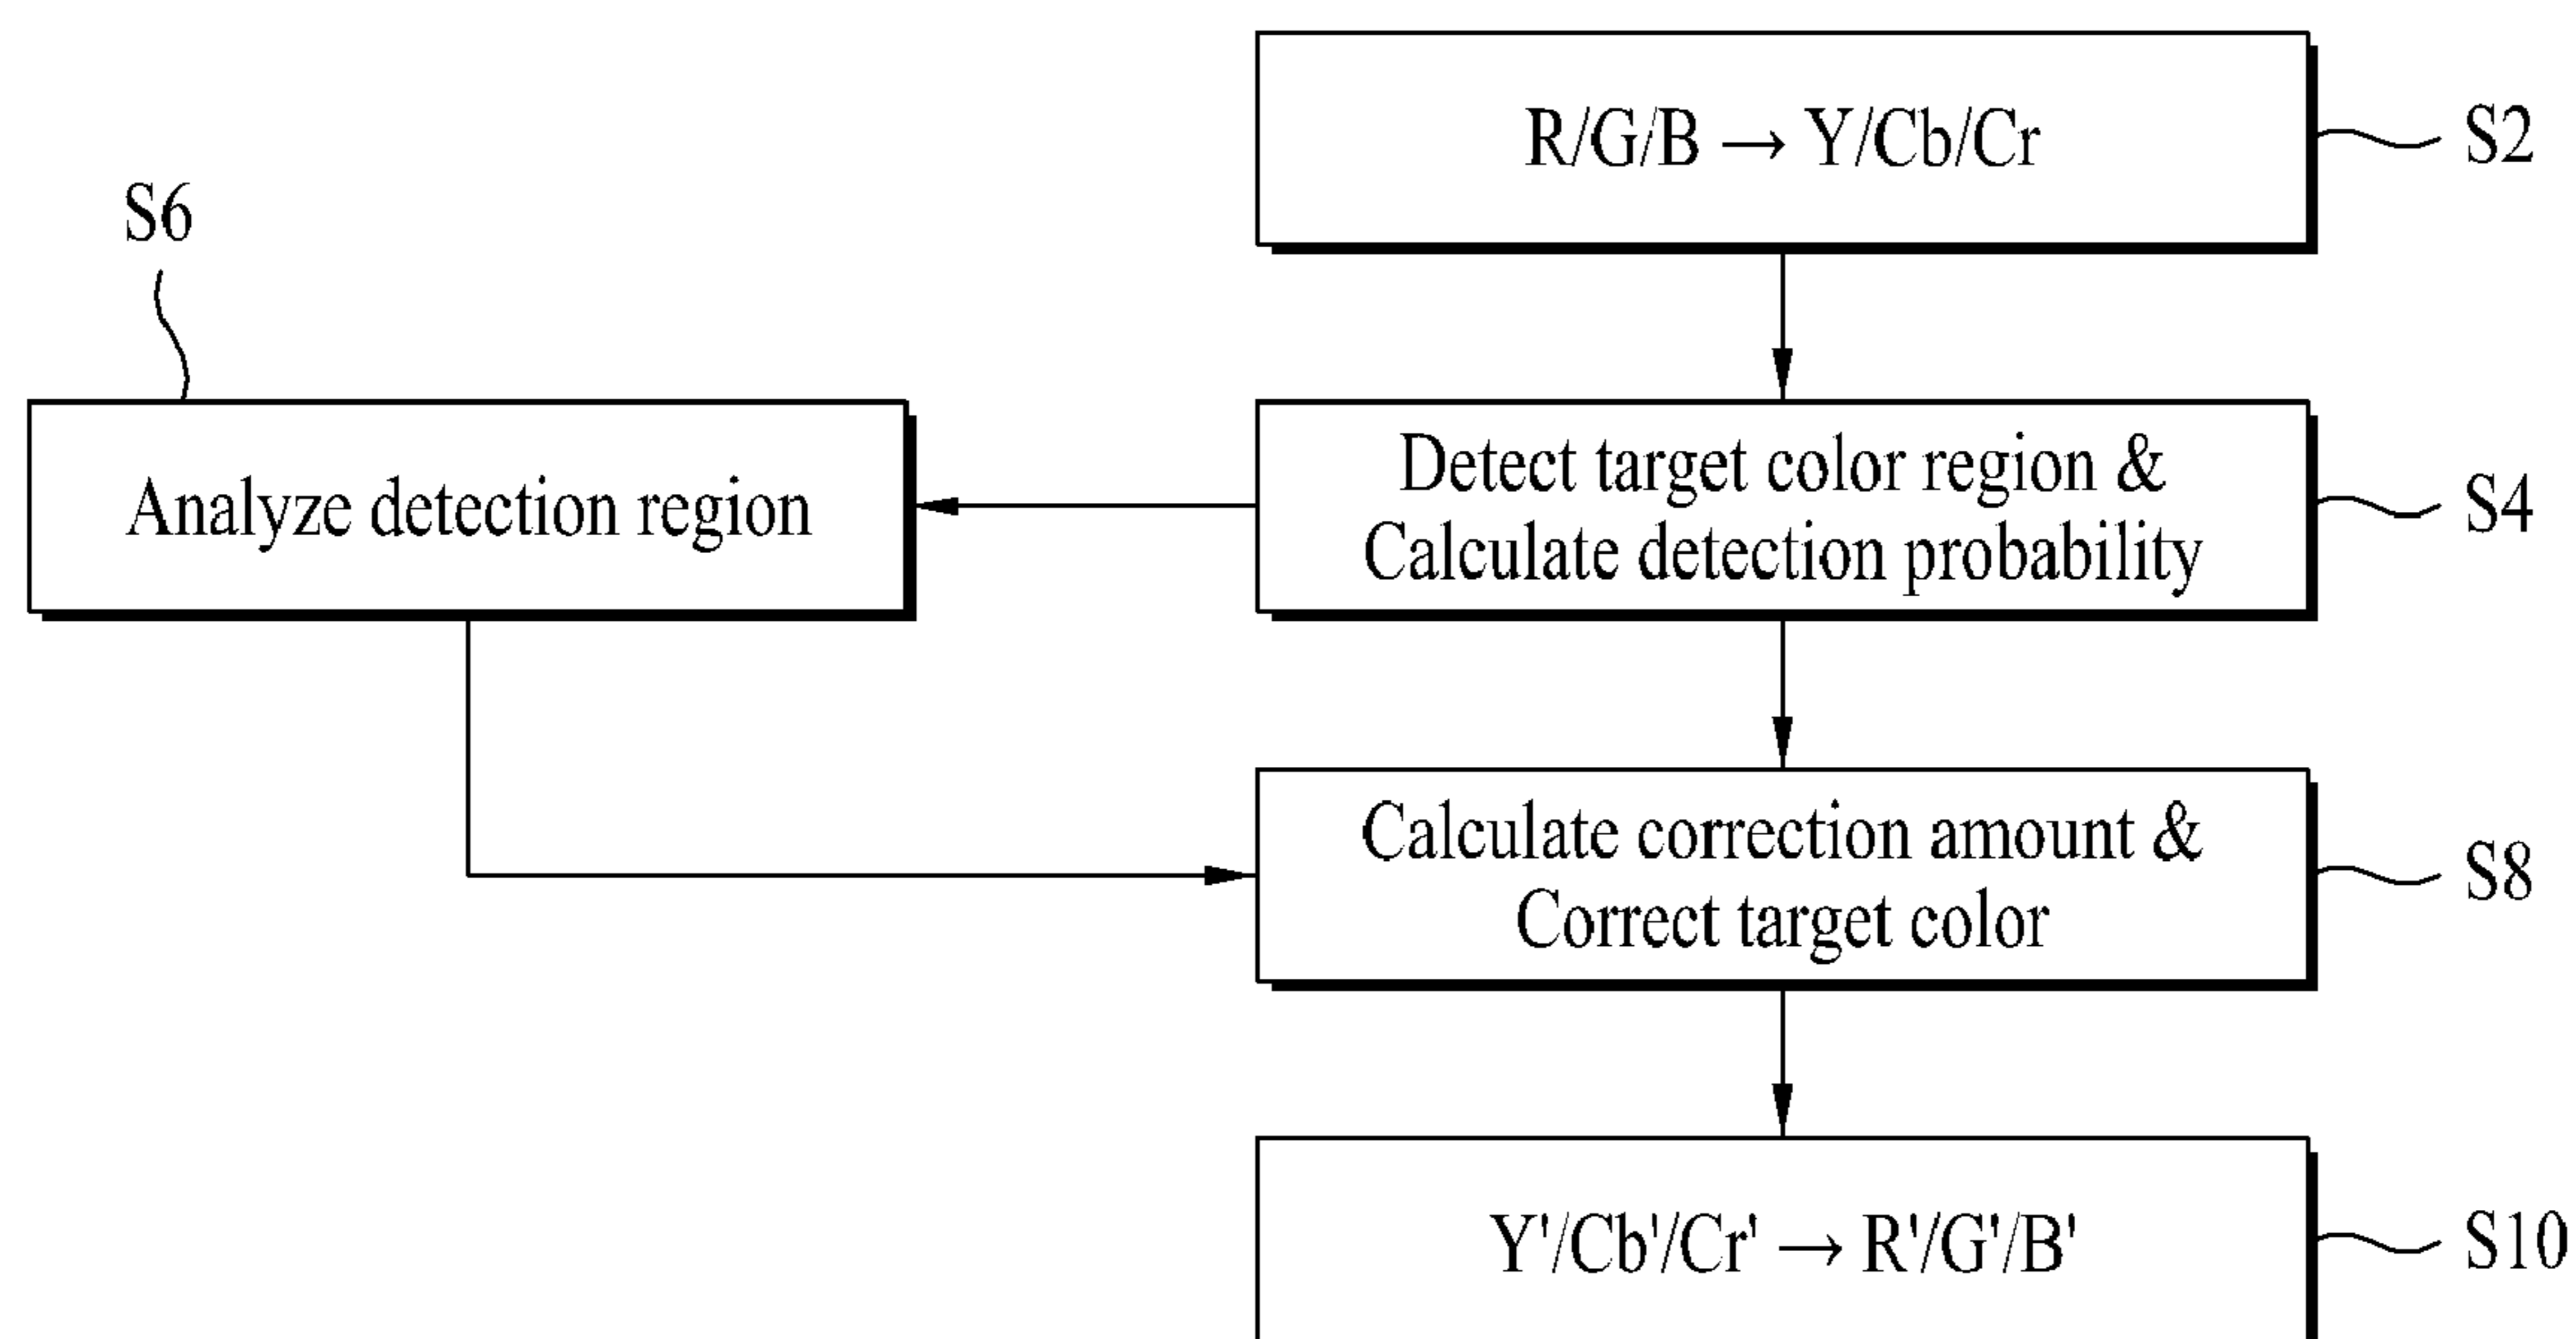 R/G/B → Y/Cb/Cr
S2
S6
Analyze detection region
Detect target color region &
Calculate detection probability
S4
Calculate correction amount &
Correct target color
S8
Y'/Cb'/Cr' → R'/G'/B'
S10